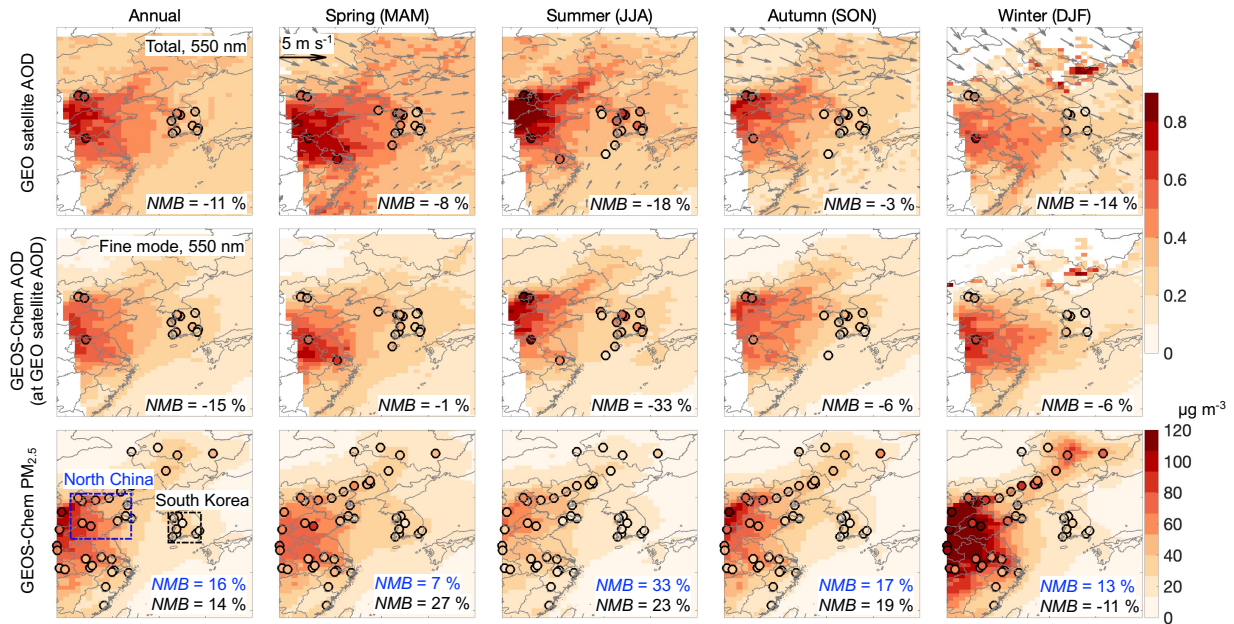 Annual
Spring (MAM)
Summer (JJA)
Autumn (SON)
Winter (DJF)
GEO satellite AOD
Total, 550 nm
5 m s⁻¹
NMB = -11 %
NMB = -8 %
NMB = -18 %
NMB = -3 %
NMB = -14 %
GEOS-Chem AOD
(at GEO satellite AOD)
Fine mode, 550 nm
NMB = -15 %
NMB = -1 %
NMB = -33 %
NMB = -6 %
NMB = -6 %
0.8
0.6
0.4
0.2
0
µg m⁻³
GEOS-Chem PM₂.₅
North China
South Korea
NMB = 16 %
NMB = 14 %
NMB = 7 %
NMB = 27 %
NMB = 33 %
NMB = 23 %
NMB = 17 %
NMB = 19 %
NMB = 13 %
NMB = -11 %
120
100
80
60
40
20
0